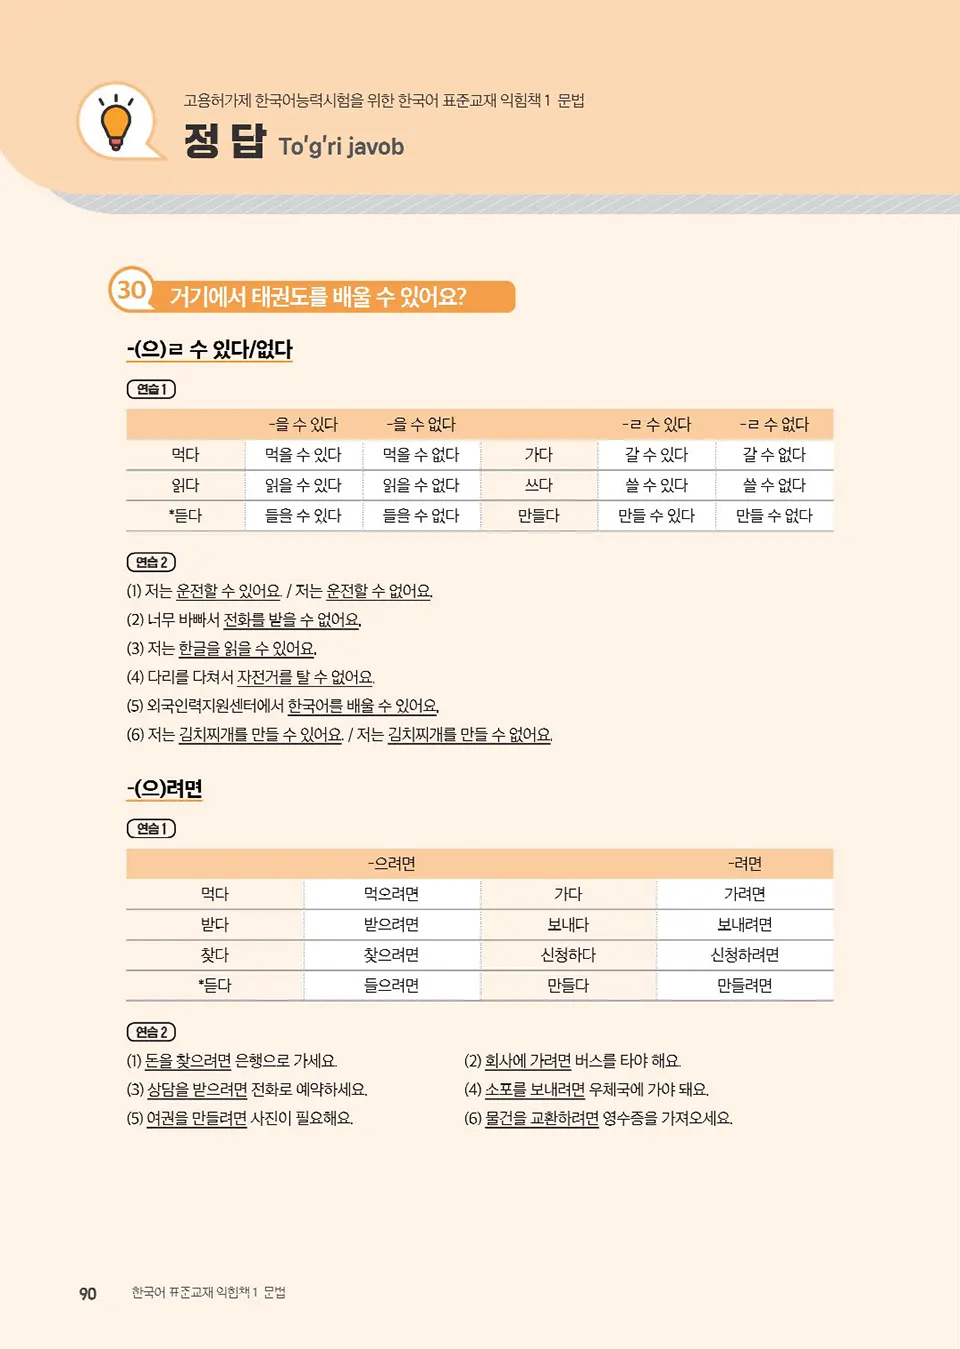 고용허가제 한국어능력시험을 위한 한국어 표준교재 익힘책 1 문법
정 답 To'g'ri javob
30 거기에서 태권도를 배울 수 있어요?
-(으)ㄹ 수 있다/없다
연습 1
-을 수 있다 -을 수 없다 -ㄹ 수 있다 -ㄹ 수 없다
먹다 먹을 수 있다 먹을 수 없다 가다 갈 수 있다 갈 수 없다
읽다 읽을 수 있다 읽을 수 없다 쓰다 쓸 수 있다 쓸 수 없다
*듣다 들을 수 있다 들을 수 없다 만들다 만들 수 있다 만들 수 없다
연습 2
(1) 저는 운전할 수 있어요. / 저는 운전할 수 없어요.
(2) 너무 바빠서 전화를 받을 수 없어요.
(3) 저는 한글을 읽을 수 있어요.
(4) 다리를 다쳐서 자전거를 탈 수 없어요.
(5) 외국인력지원센터에서 한국어를 배울 수 있어요.
(6) 저는 김치찌개를 만들 수 있어요. / 저는 김치찌개를 만들 수 없어요.
-(으)려면
연습 1
-으려면 -려면
먹다 먹으려면 가다 가려면
받다 받으려면 보내다 보내려면
찾다 찾으려면 신청하다 신청하려면
*듣다 들으려면 만들다 만들려면
연습 2
(1) 돈을 찾으려면 은행으로 가세요. (2) 회사에 가려면 버스를 타야 해요.
(3) 상담을 받으려면 전화로 예약하세요. (4) 소포를 보내려면 우체국에 가야 돼요.
(5) 여권을 만들려면 사진이 필요해요. (6) 물건을 교환하려면 영수증을 가져오세요.
90 한국어 표준교재 익힘책 1 문법